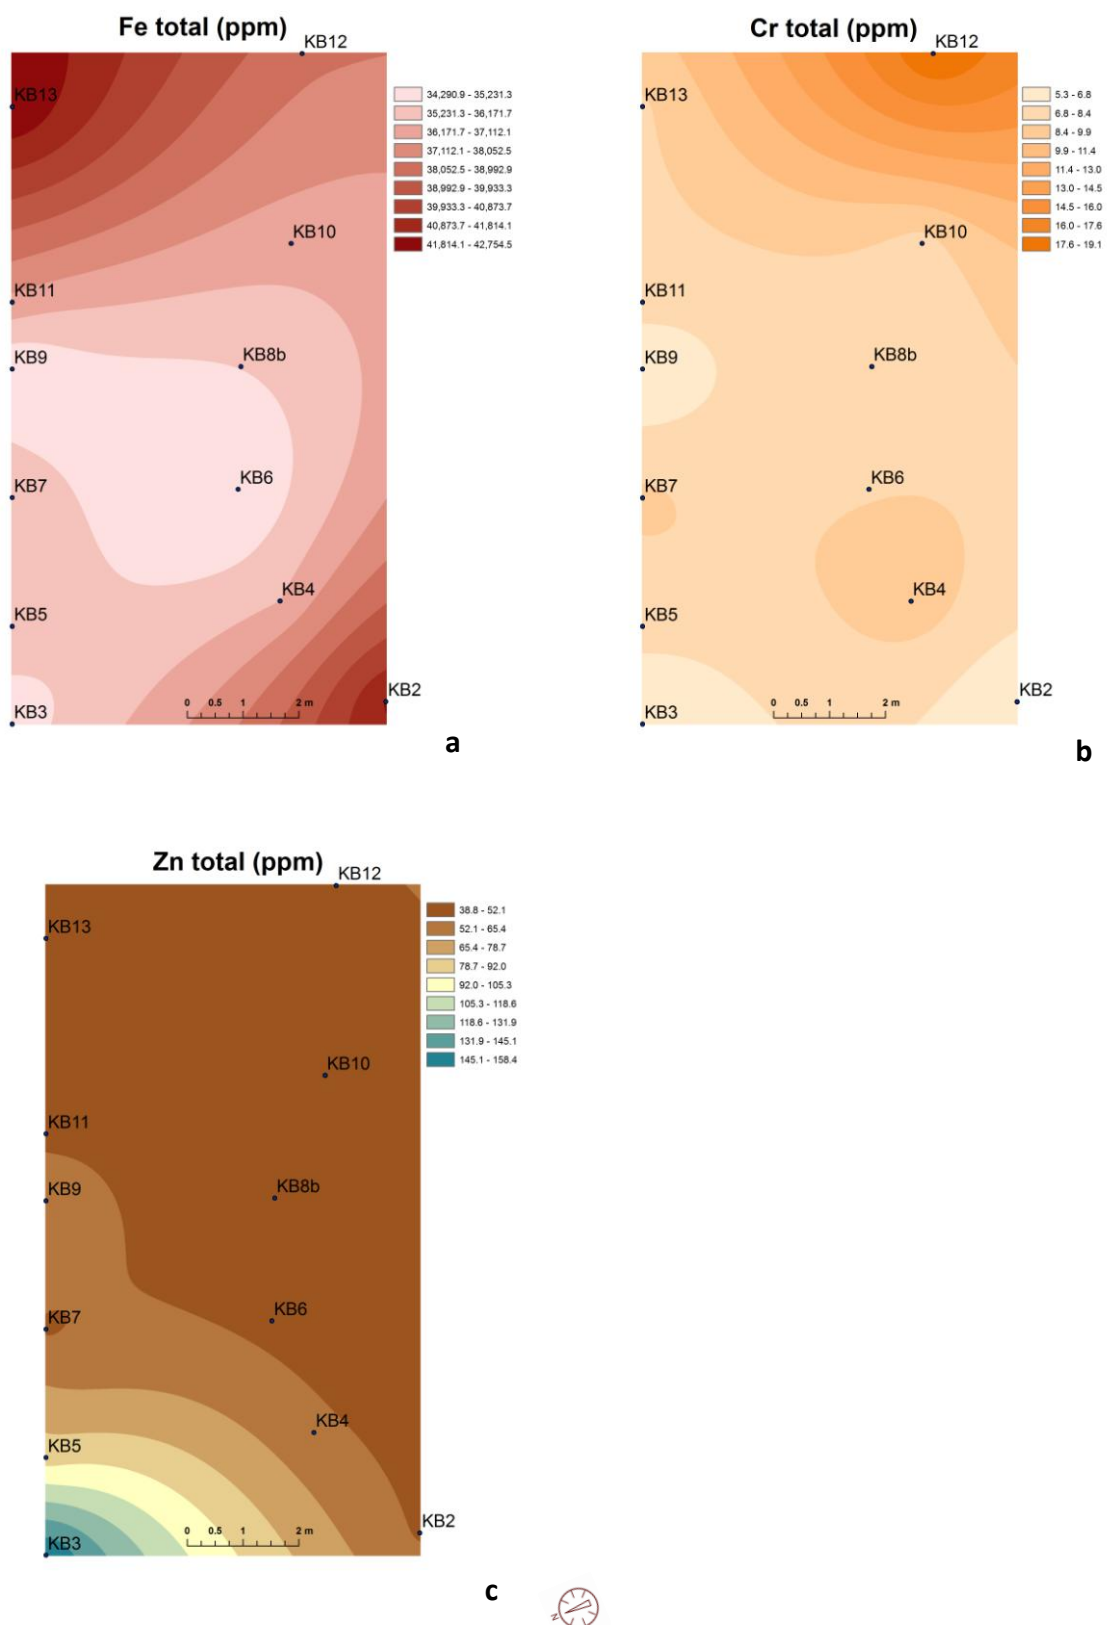 Fe total (ppm)
KB12
KB13
KB10
KB11
KB9
KB8b
KB7
KB6
KB4
KB5
KB2
KB3
0 0.5 1 2 m
34,290.9 - 35,231.3
35,231.3 - 36,171.7
36,171.7 - 37,112.1
37,112.1 - 38,052.5
38,052.5 - 38,992.9
38,992.9 - 39,933.3
39,933.3 - 40,873.7
40,873.7 - 41,814.1
41,814.1 - 42,754.5
a
Cr total (ppm)
KB12
KB13
KB10
KB11
KB9
KB8b
KB7
KB6
KB4
KB5
KB2
KB3
0 0.5 1 2 m
5.3 - 6.8
6.8 - 8.4
8.4 - 9.9
9.9 - 11.4
11.4 - 13.0
13.0 - 14.5
14.5 - 16.0
16.0 - 17.6
17.6 - 19.1
b
Zn total (ppm)
KB12
KB13
KB10
KB11
KB9
KB8b
KB7
KB6
KB4
KB5
KB2
KB3
0 0.5 1 2 m
38.8 - 52.1
52.1 - 65.4
65.4 - 78.7
78.7 - 92.0
92.0 - 105.3
105.3 - 118.6
118.6 - 131.9
131.9 - 145.1
145.1 - 158.4
c
N